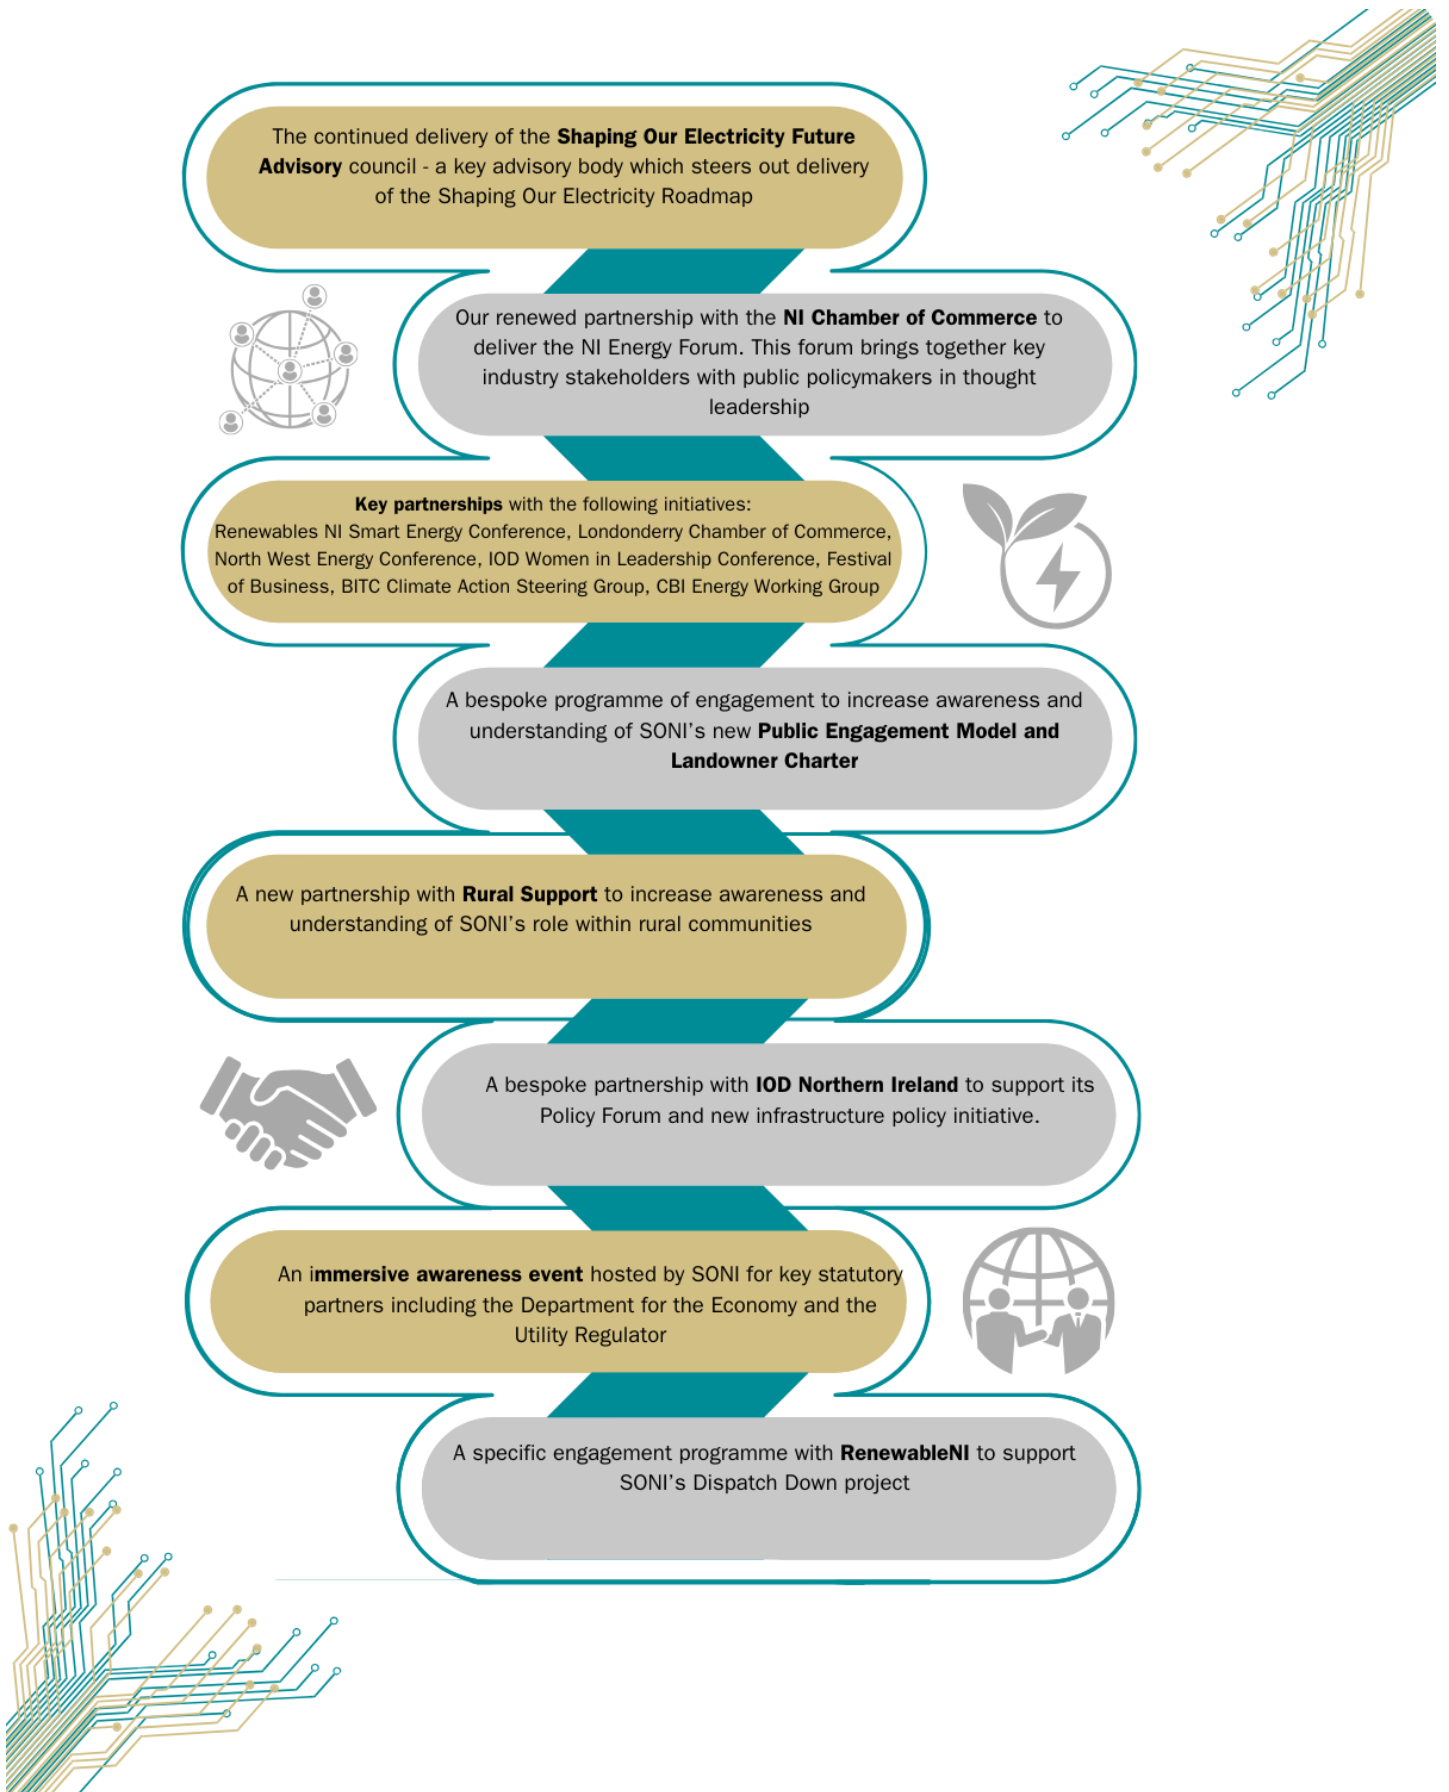 The continued delivery of the Shaping Our Electricity Future
Advisory council - a key advisory body which steers out delivery
of the Shaping Our Electricity Roadmap
Our renewed partnership with the NI Chamber of Commerce to
deliver the NI Energy Forum. This forum brings together key
industry stakeholders with public policymakers in thought
leadership
Key partnerships with the following initiatives:
Renewables NI Smart Energy Conference, Londonderry Chamber of Commerce,
North West Energy Conference, IOD Women in Leadership Conference, Festival
of Business, BITC Climate Action Steering Group, CBI Energy Working Group
A bespoke programme of engagement to increase awareness and
understanding of SONI's new Public Engagement Model and
Landowner Charter
A new partnership with Rural Support to increase awareness and
understanding of SONI's role within rural communities
A bespoke partnership with IOD Northern Ireland to support its
Policy Forum and new infrastructure policy initiative.
An immersive awareness event hosted by SONI for key statutory
partners including the Department for the Economy and the
Utility Regulator
A specific engagement programme with RenewableNI to support
SONI's Dispatch Down project